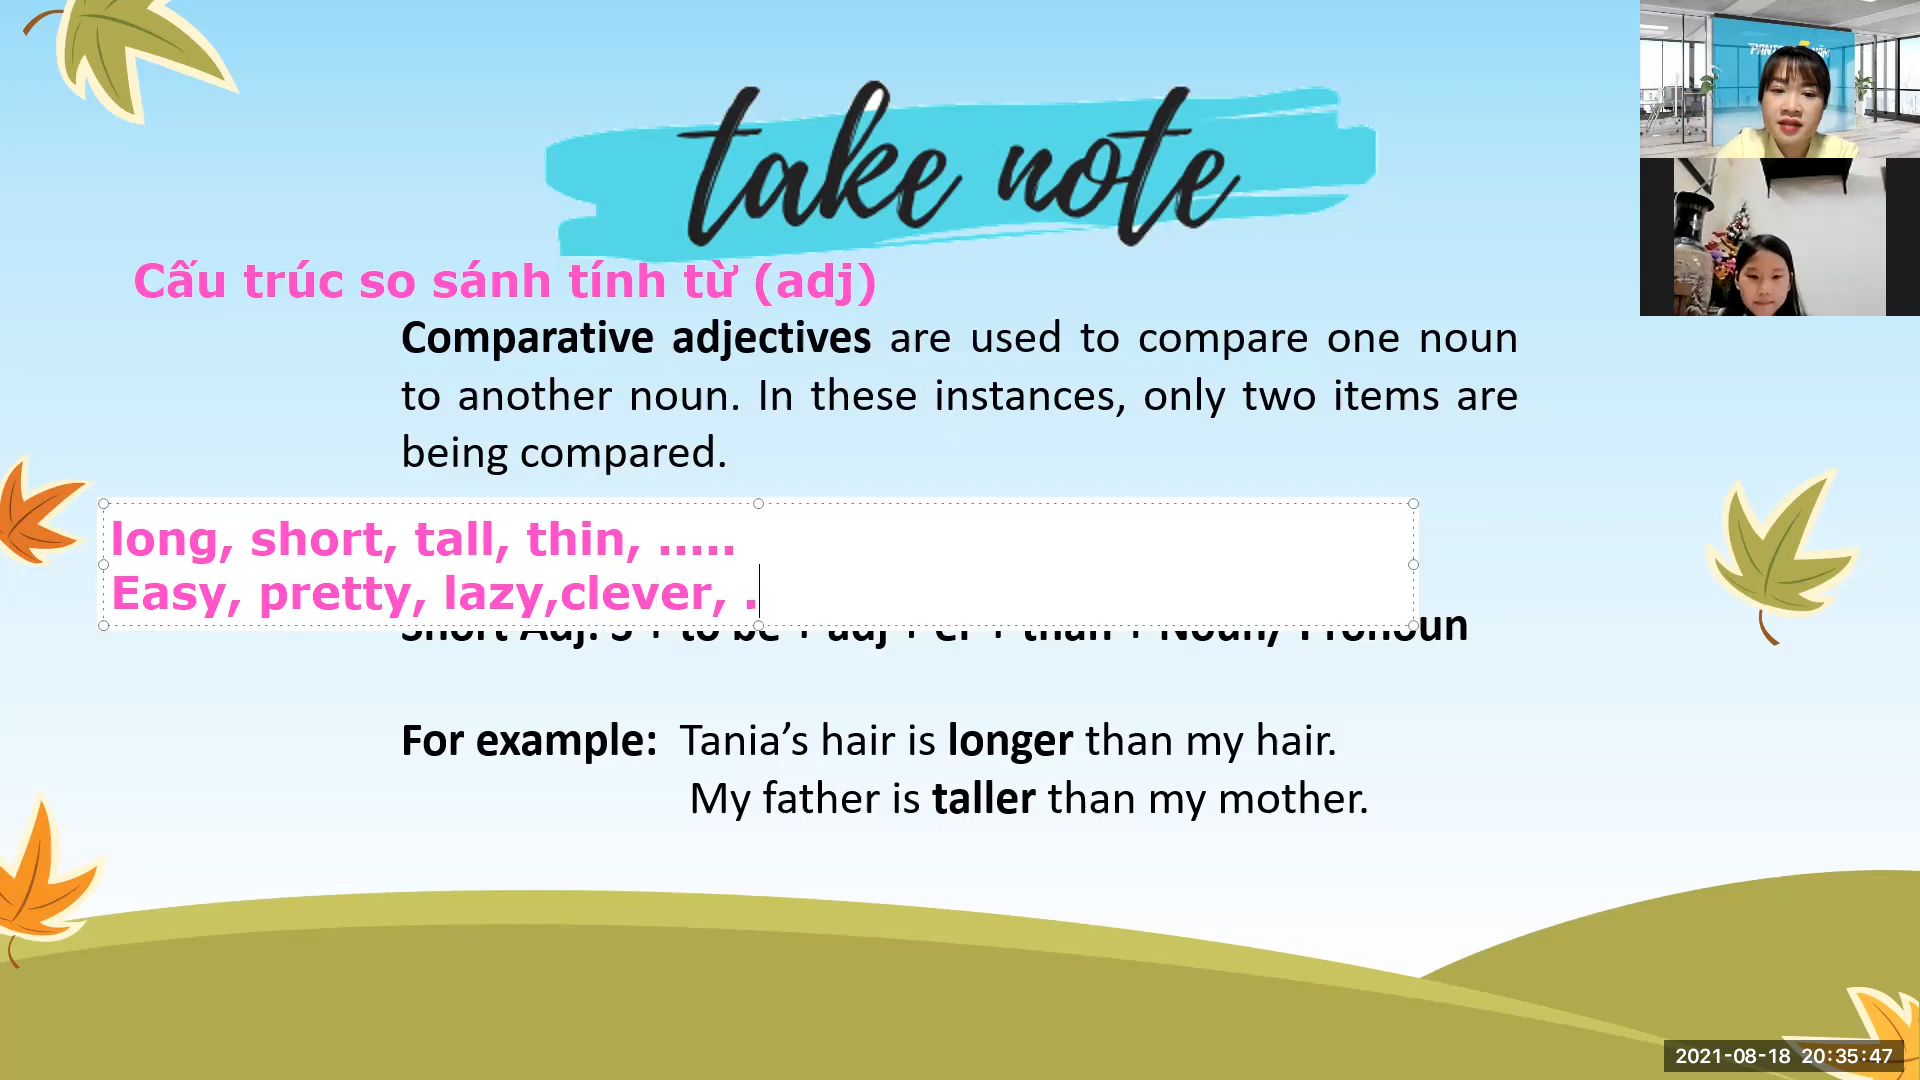 take note
Cấu trúc so sánh tính từ (adj)
Comparative adjectives are used to compare one noun
to another noun. In these instances, only two items are
being compared.
long, short, tall, thin, .....
Easy, pretty, lazy,clever, .
Short Adj: S + to be + adj + er + than + Noun/ Pronoun
For example: Tania's hair is longer than my hair.
My father is taller than my mother.
2021-08-18 20:35:47